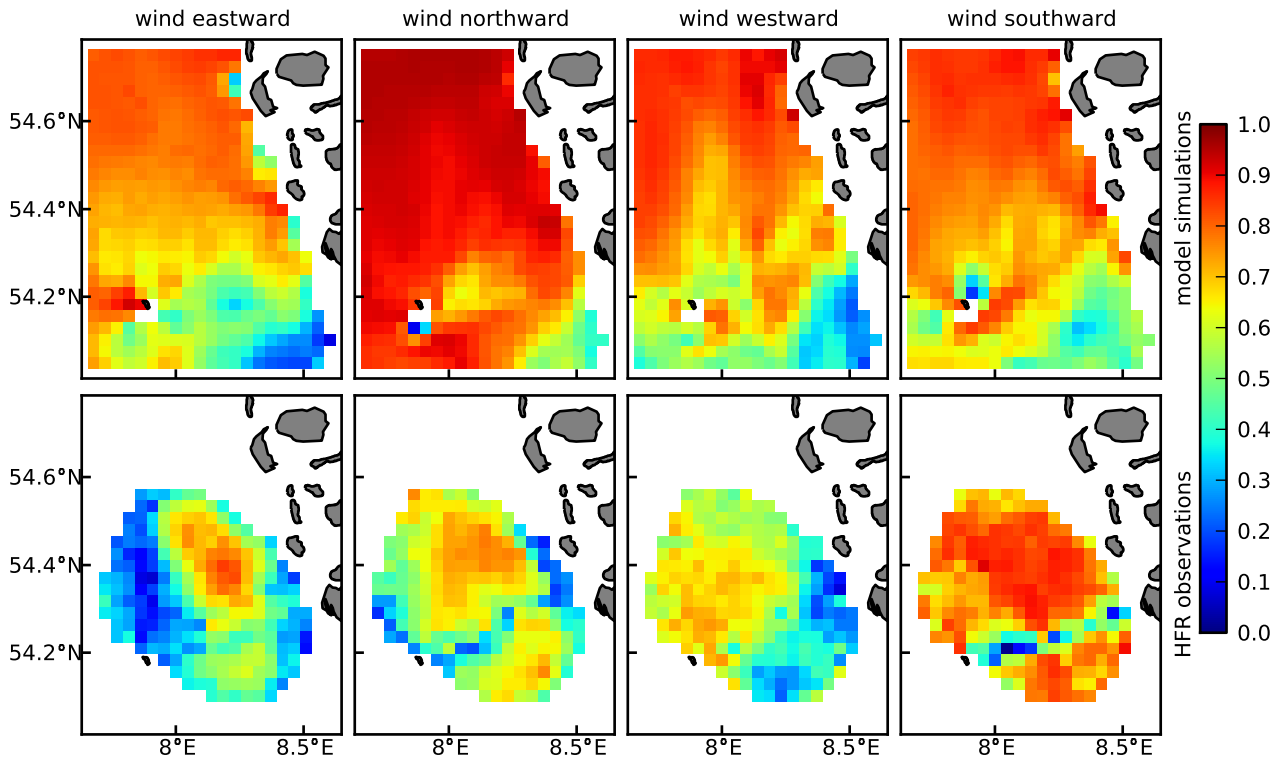 wind eastward
wind northward
wind westward
wind southward
54.6°N
54.4°N
54.2°N
model simulations
1.0
0.9
0.8
0.7
0.6
0.5
0.4
0.3
0.2
0.1
0.0
54.6°N
54.4°N
54.2°N
HFR observations
8°E
8.5°E
8°E
8.5°E
8°E
8.5°E
8°E
8.5°E